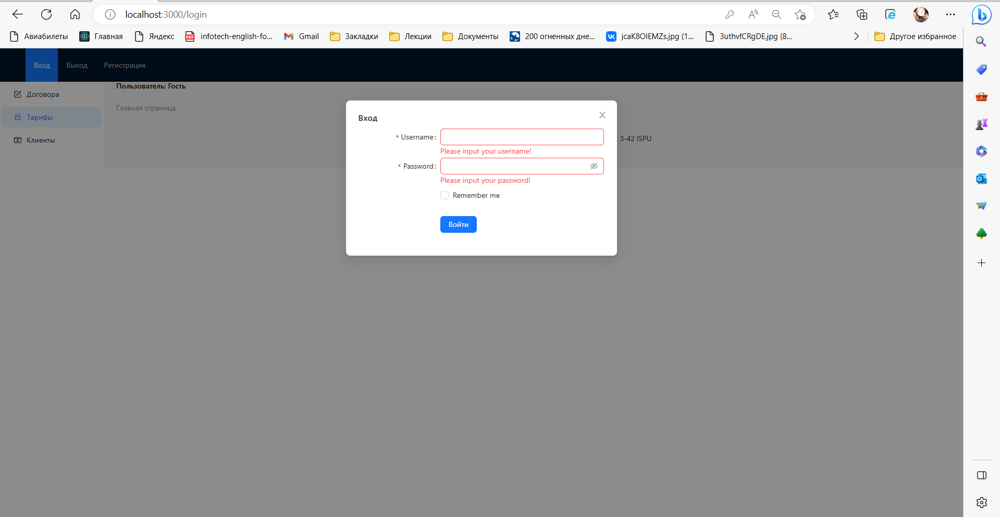 localhost:3000/login
Авиабилеты Главная Яндекс infotech-english-fo... Gmail Закладки Лекции Документы 200 огненных дне... jcaK8OIEMZs.jpg (1... 3uthvfCRgDE.jpg (8... Другое избранное
Вход Выход Регистрация
Пользователь: Гость
Договора
Главная страница
Тарифы
Клиенты
Вход
* Username:
Please input your username!
3-42 ISPU
* Password:
Please input your password!
Remember me
Войти